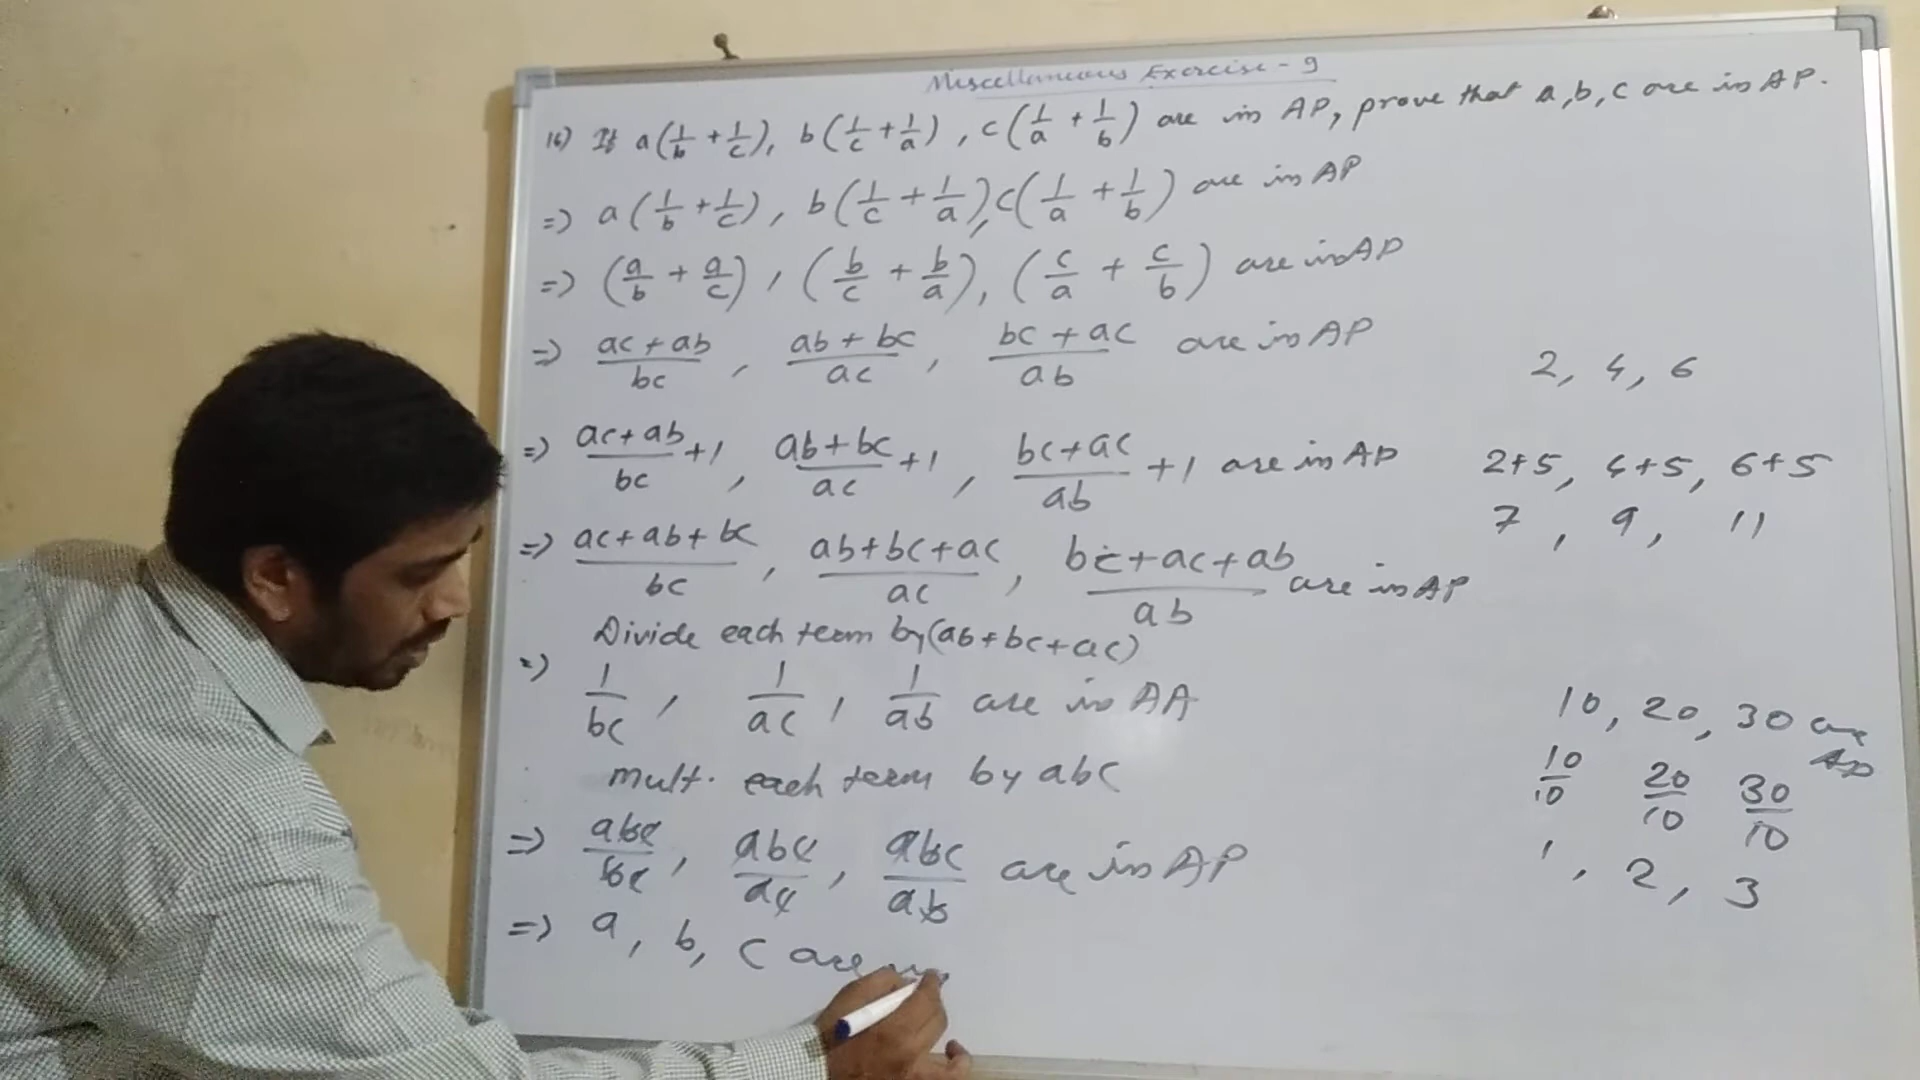 Miscellaneous Exercise - 9
16) If a(1/b + 1/c), b(1/c + 1/a), c(1/a + 1/b) are in AP, prove that a, b, c are in AP.
=) a(1/b + 1/c), b(1/c + 1/a), c(1/a + 1/b) are in AP
=) (a/b + a/c), (b/c + b/a), (c/a + c/b) are in AP
=) (ac + ab)/bc, (ab + bc)/ac, (bc + ac)/ab are in AP
2, 4, 6
=) (ac+ab)/bc +1, (ab+bc)/ac +1, (bc+ac)/ab +1 are in AP
2+5, 4+5, 6+5
7, 9, 11
=) (ac+ab+bc)/bc, (ab+bc+ac)/ac, (bc+ac+ab)/ab are in AP
Divide each term by (ab+bc+ac)
=) 1/bc, 1/ac, 1/ab are in AA
10, 20, 30 are AP
mult. each term by abc
10/10 20/10 30/10
=) abc/bc, abc/ac, abc/ab are in AP
1, 2, 3
=) a, b, c are